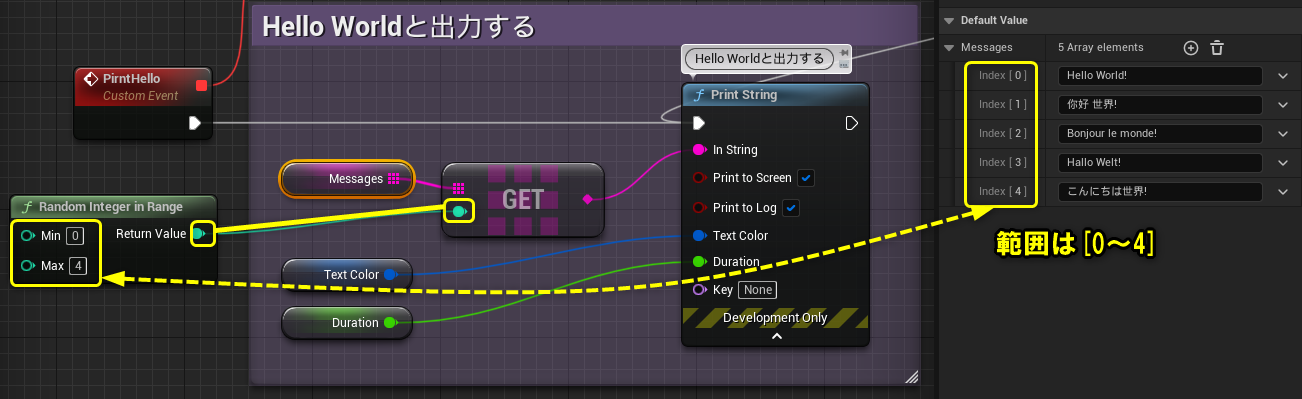 Hello Worldと出力する
PirntHello
Custom Event
Hello Worldと出力する
Print String
In String
Print to Screen
Print to Log
Text Color
Duration
Key None
Development Only
Messages
GET
Random Integer in Range
Min 0
Return Value
Max 4
Text Color
Duration
Default Value
Messages 5 Array elements
Index [ 0 ] Hello World!
Index [ 1 ] 你好 世界!
Index [ 2 ] Bonjour le monde!
Index [ 3 ] Hallo Welt!
Index [ 4 ] こんにちは世界!
範囲は[0〜4]